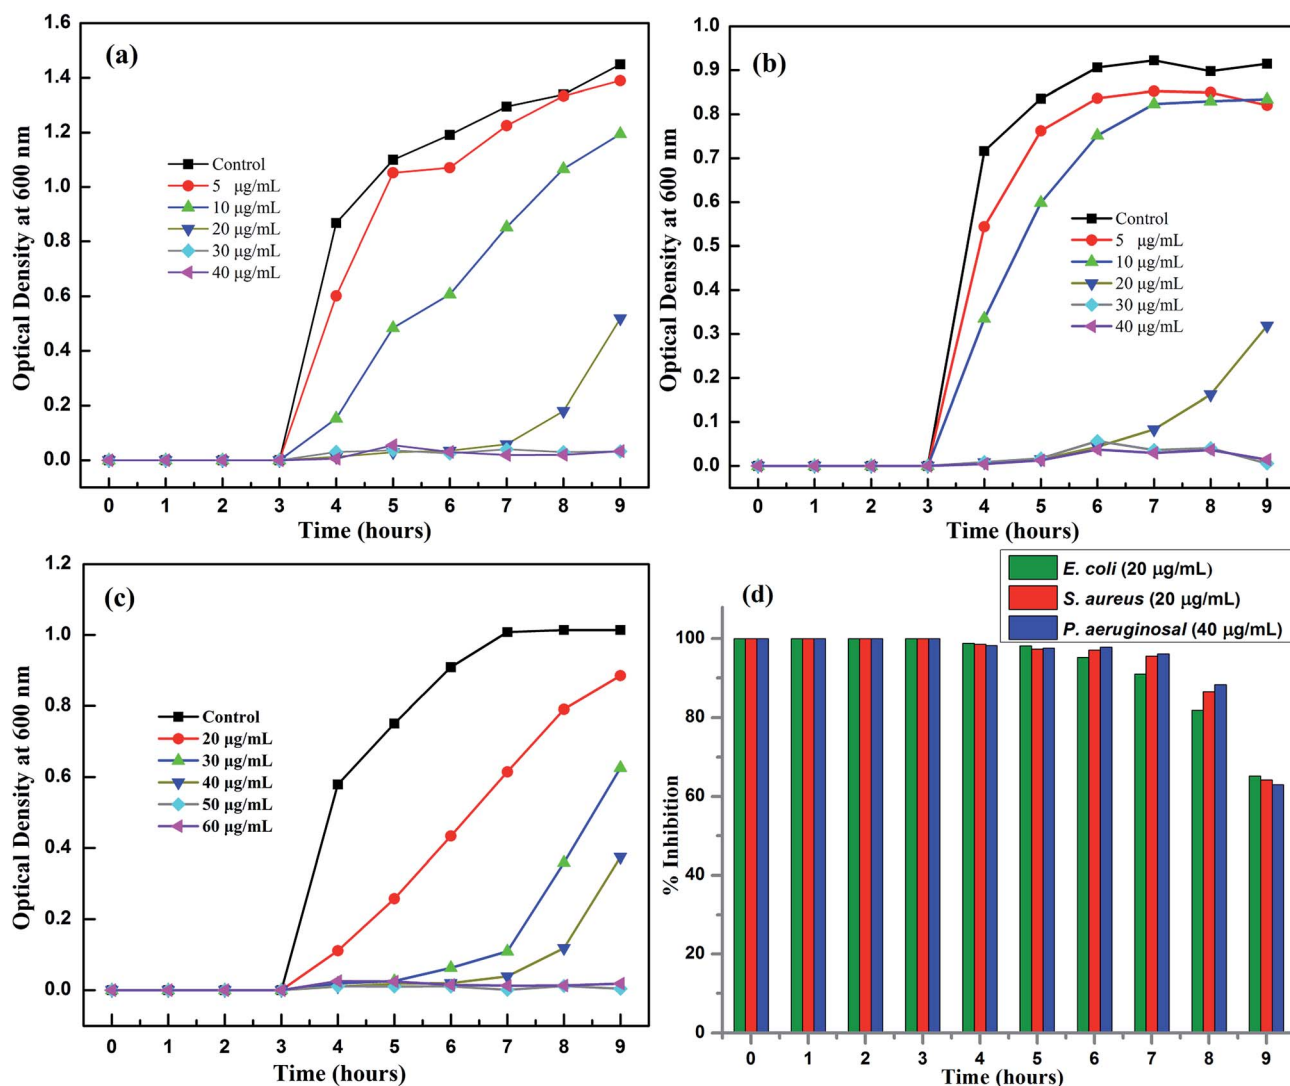 (a)
Optical Density at 600 nm
1.6
1.4
1.2
1.0
0.8
0.6
0.4
0.2
0.0
Control
5 μg/mL
10 μg/mL
20 μg/mL
30 μg/mL
40 μg/mL
0 1 2 3 4 5 6 7 8 9
Time (hours)
(b)
Optical Density at 600 nm
1.0
0.9
0.8
0.7
0.6
0.5
0.4
0.3
0.2
0.1
0.0
Control
5 μg/mL
10 μg/mL
20 μg/mL
30 μg/mL
40 μg/mL
0 1 2 3 4 5 6 7 8 9
Time (hours)
(c)
Optical Density at 600 nm
1.2
1.0
0.8
0.6
0.4
0.2
0.0
Control
20 μg/mL
30 μg/mL
40 μg/mL
50 μg/mL
60 μg/mL
0 1 2 3 4 5 6 7 8 9
Time (hours)
(d)
E. coli (20 μg/mL)
S. aureus (20 μg/mL)
P. aeruginosal (40 μg/mL)
% Inhibition
100
80
60
40
20
0
0 1 2 3 4 5 6 7 8 9
Time (hours)